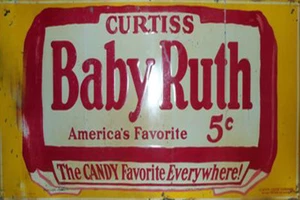 CURTISS
Baby Ruth
America's Favorite 5¢
The CANDY Favorite Everywhere!